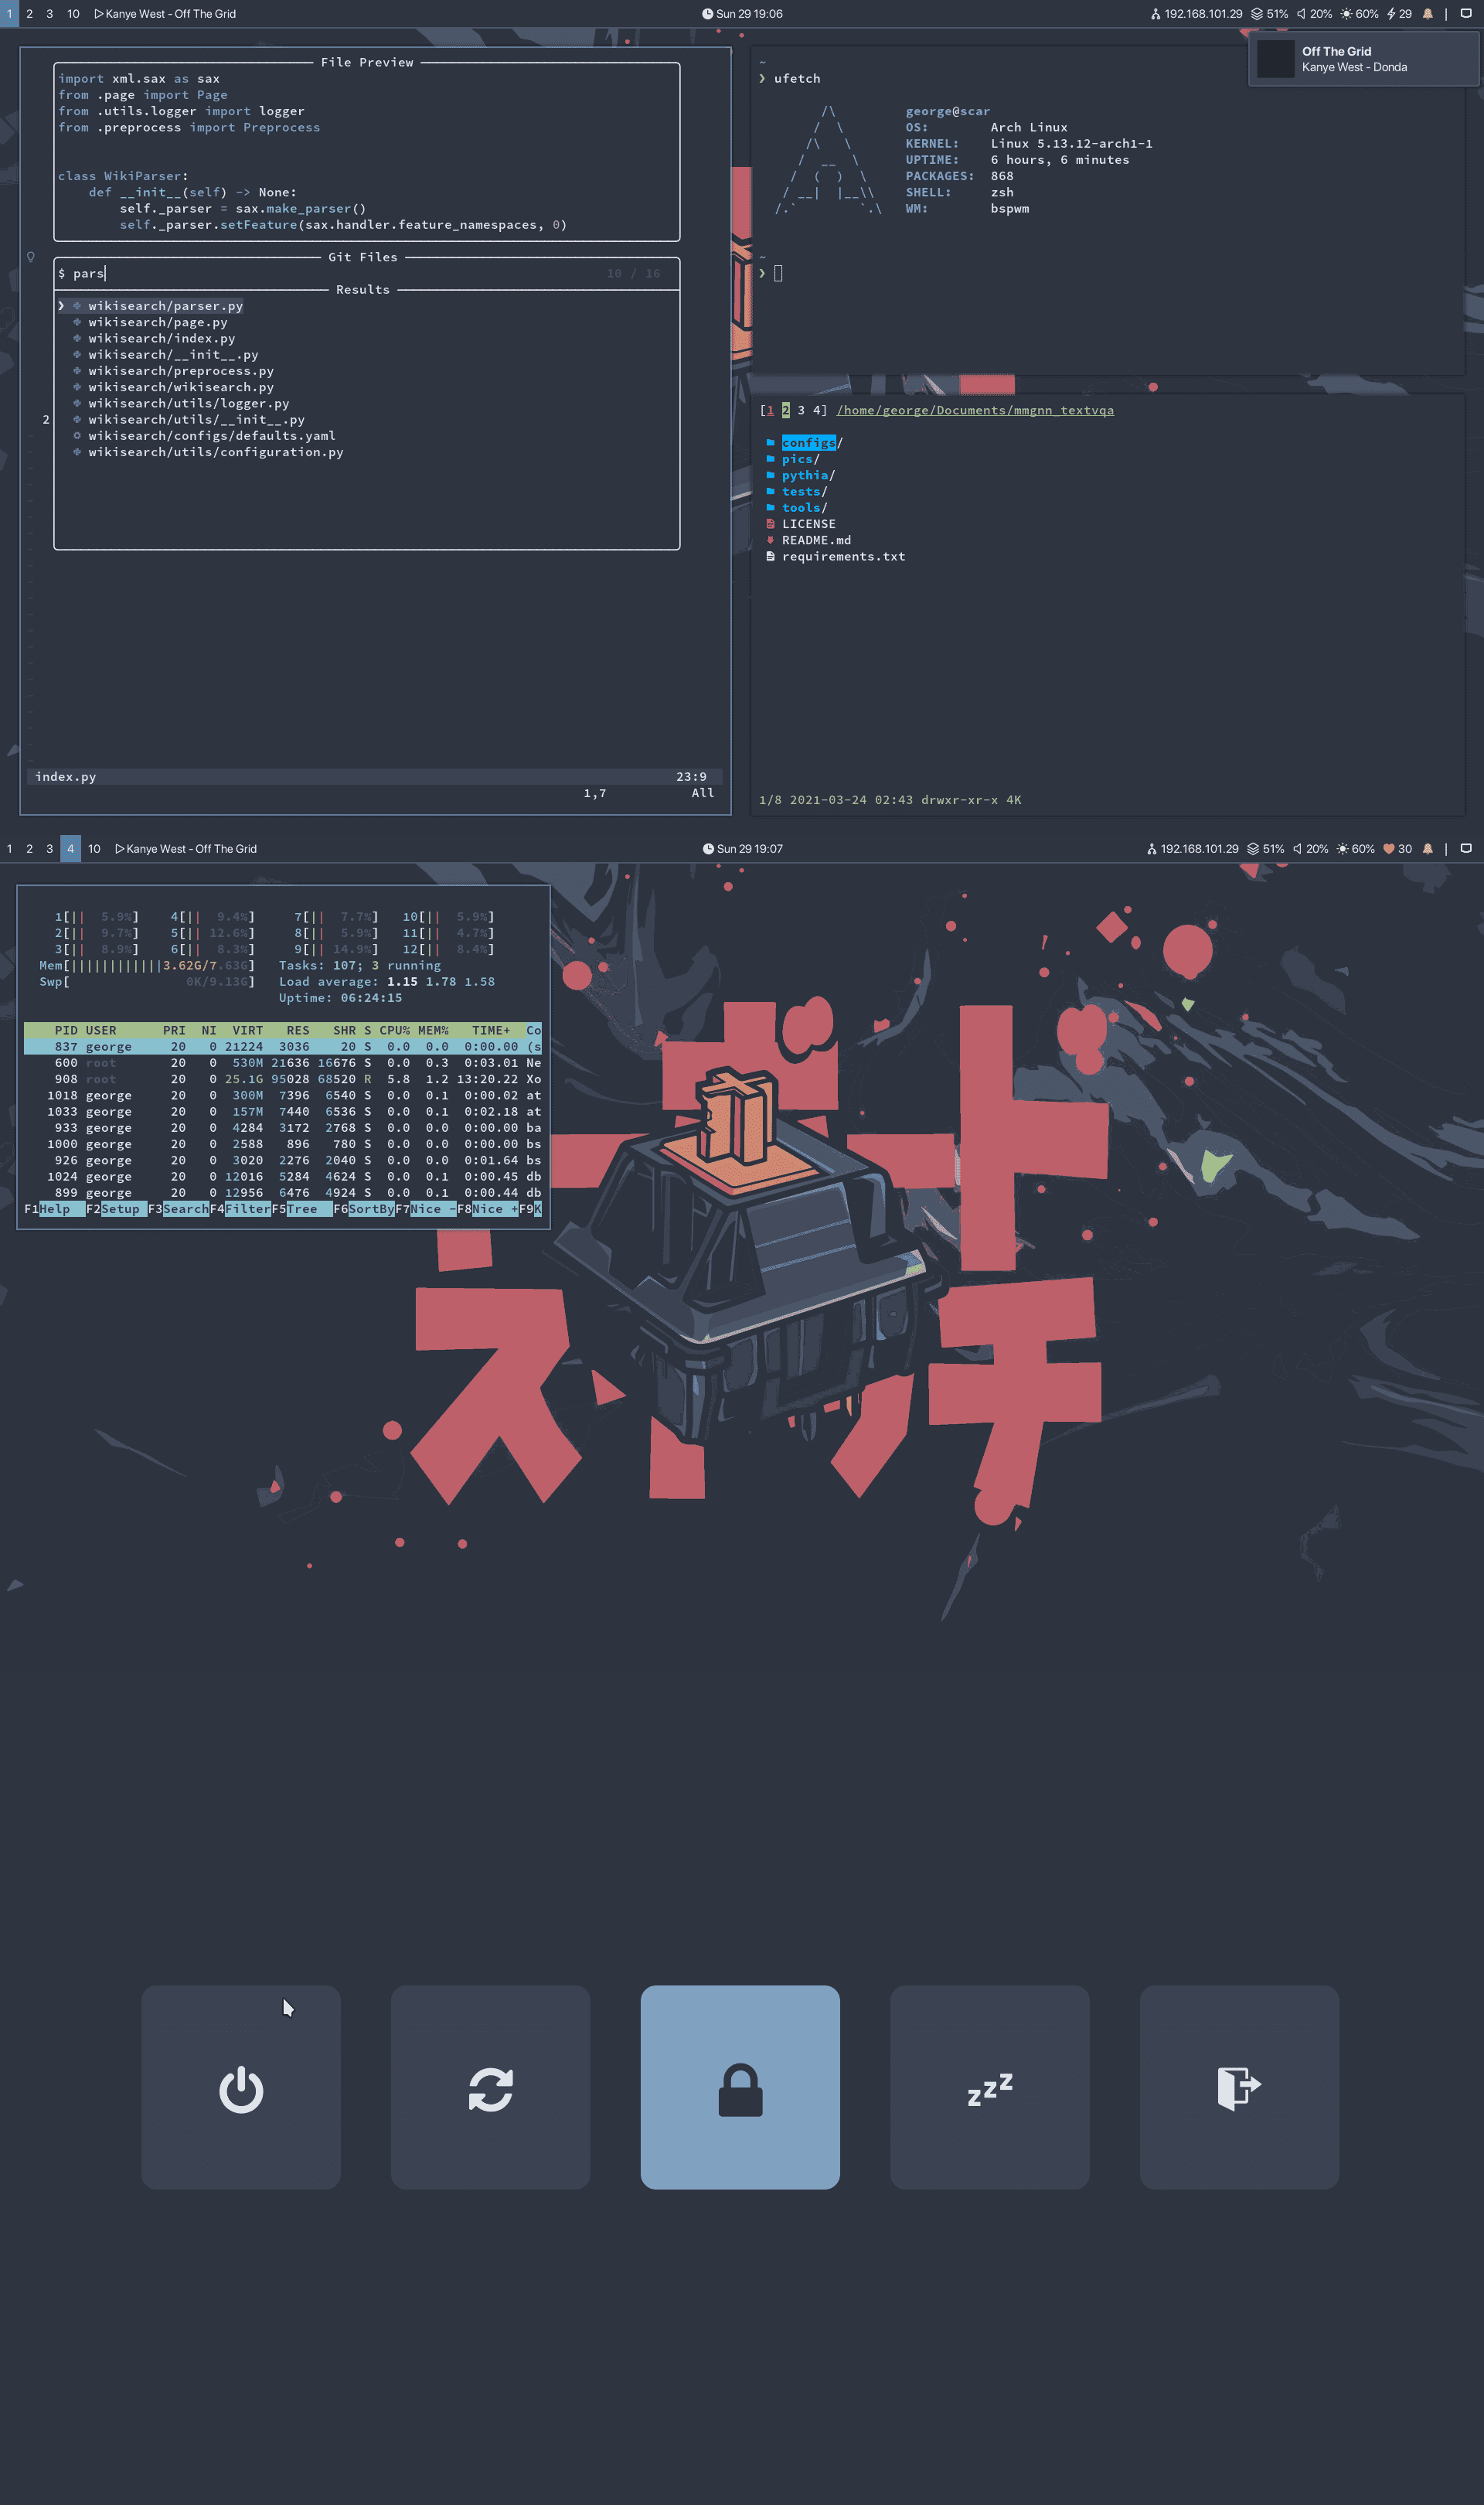 1 2 3 10 Kanye West - Off The Grid
Sun 29 19:06
192.168.101.29 51% 20% 60% 29 |
Off The Grid
Kanye West - Donda
File Preview
import xml.sax as sax
from .page import Page
from .utils.logger import logger
from .preprocess import Preprocess
class WikiParser:
def __init__(self) -> None:
self._parser = sax.make_parser()
self._parser.setFeature(sax.handler.feature_namespaces, 0)
Git Files
$ pars
10 / 16
Results
❯ wikisearch/parser.py
wikisearch/page.py
wikisearch/index.py
wikisearch/__init__.py
wikisearch/preprocess.py
wikisearch/wikisearch.py
wikisearch/utils/logger.py
2 wikisearch/utils/__init__.py
wikisearch/configs/defaults.yaml
wikisearch/utils/configuration.py
index.py 23:9
1,7 All
~
❯ ufetch
george@scar
OS: Arch Linux
KERNEL: Linux 5.13.12-arch1-1
UPTIME: 6 hours, 6 minutes
PACKAGES: 868
SHELL: zsh
WM: bspwm
~
❯
[1 2 3 4] /home/george/Documents/mmgnn_textvqa
configs/
pics/
pythia/
tests/
tools/
LICENSE
README.md
requirements.txt
1/8 2021-03-24 02:43 drwxr-xr-x 4K
1 2 3 4 10 Kanye West - Off The Grid
Sun 29 19:07
192.168.101.29 51% 20% 60% 30 |
1[|| 5.9%] 4[|| 9.4%] 7[|| 7.7%] 10[|| 5.9%]
2[|| 9.7%] 5[|| 12.6%] 8[|| 5.9%] 11[|| 4.7%]
3[|| 8.9%] 6[|| 8.3%] 9[|| 14.9%] 12[|| 8.4%]
Mem[||||||||||||3.62G/7.63G] Tasks: 107; 3 running
Swp[ 0K/9.13G] Load average: 1.15 1.78 1.58
Uptime: 06:24:15
PID USER PRI NI VIRT RES SHR S CPU% MEM% TIME+ Co
837 george 20 0 21224 3036 20 S 0.0 0.0 0:00.00 (s
600 root 20 0 530M 21636 16676 S 0.0 0.3 0:03.01 Ne
908 root 20 0 25.1G 95028 68520 R 5.8 1.2 13:20.22 Xo
1018 george 20 0 300M 7396 6540 S 0.0 0.1 0:00.02 at
1033 george 20 0 157M 7440 6536 S 0.0 0.1 0:02.18 at
933 george 20 0 4284 3172 2768 S 0.0 0.0 0:00.00 ba
1000 george 20 0 2588 896 780 S 0.0 0.0 0:00.00 bs
926 george 20 0 3020 2276 2040 S 0.0 0.0 0:01.64 bs
1024 george 20 0 12016 5284 4624 S 0.0 0.1 0:00.45 db
899 george 20 0 12956 6476 4924 S 0.0 0.1 0:00.44 db
F1Help F2Setup F3SearchF4FilterF5Tree F6SortByF7Nice -F8Nice +F9K
zzz